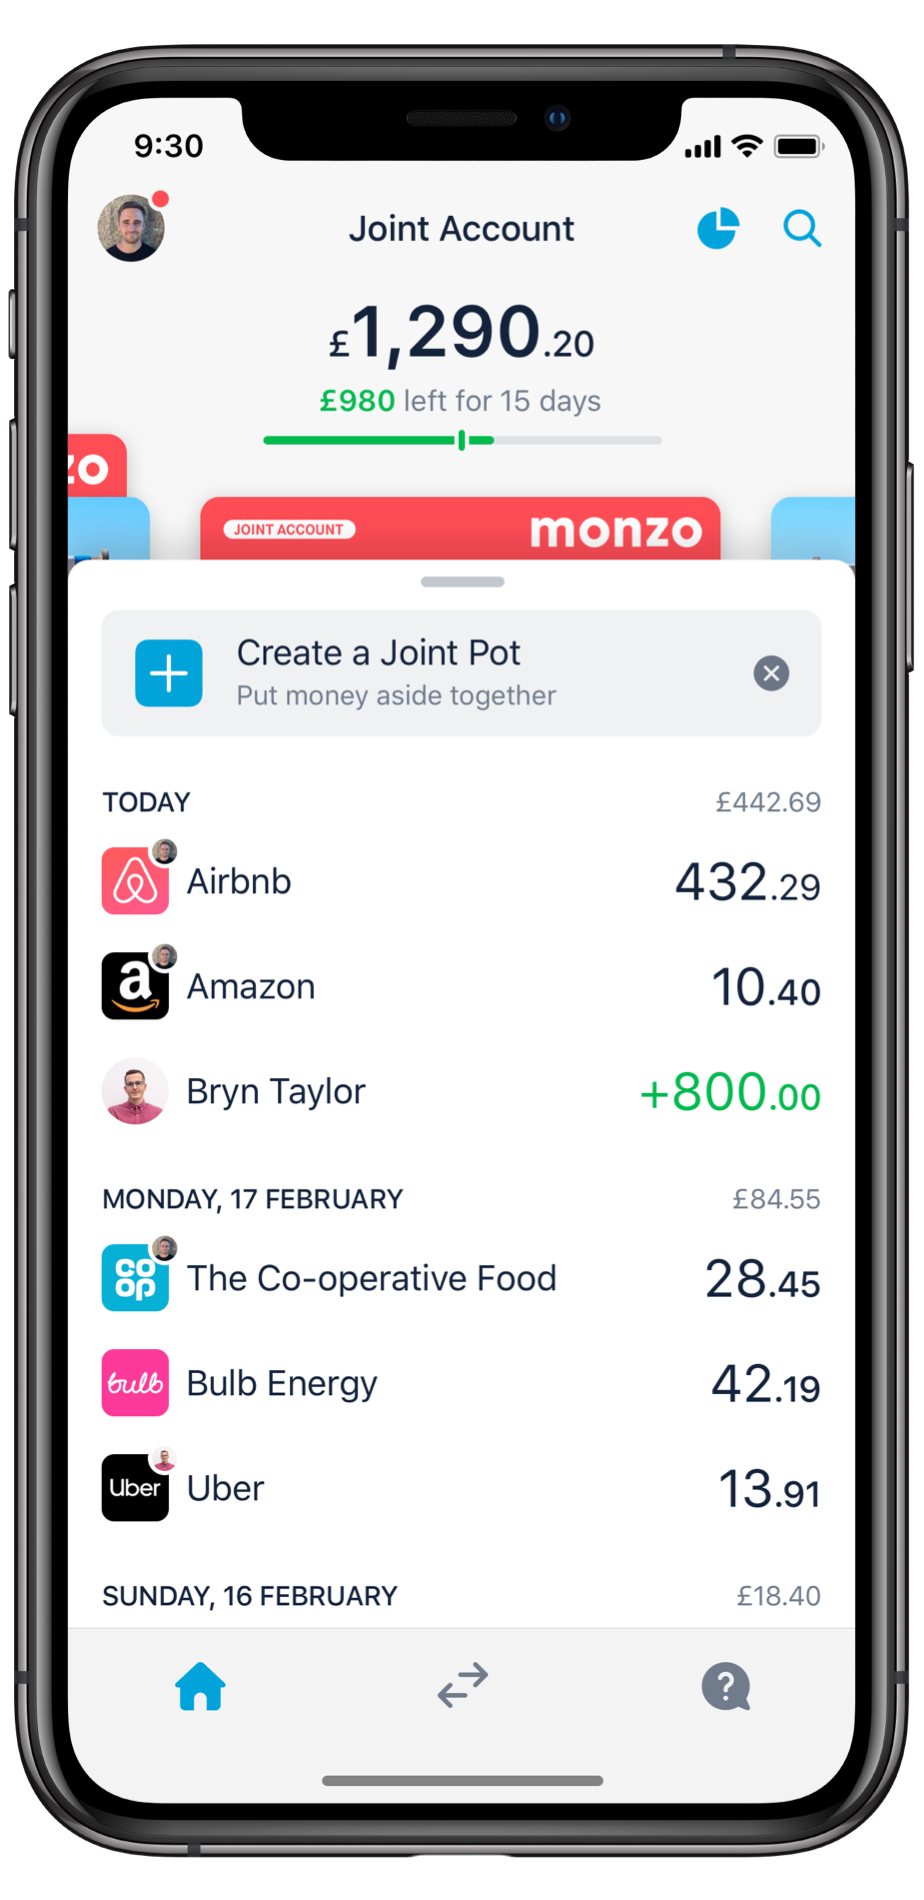 9:30
Joint Account
£1,290.20
£980 left for 15 days
zo
JOINT ACCOUNT monzo
Create a Joint Pot
Put money aside together
TODAY £442.69
Airbnb 432.29
a Amazon 10.40
Bryn Taylor +800.00
MONDAY, 17 FEBRUARY £84.55
co
op The Co-operative Food 28.45
bulb Bulb Energy 42.19
Uber Uber 13.91
SUNDAY, 16 FEBRUARY £18.40
?